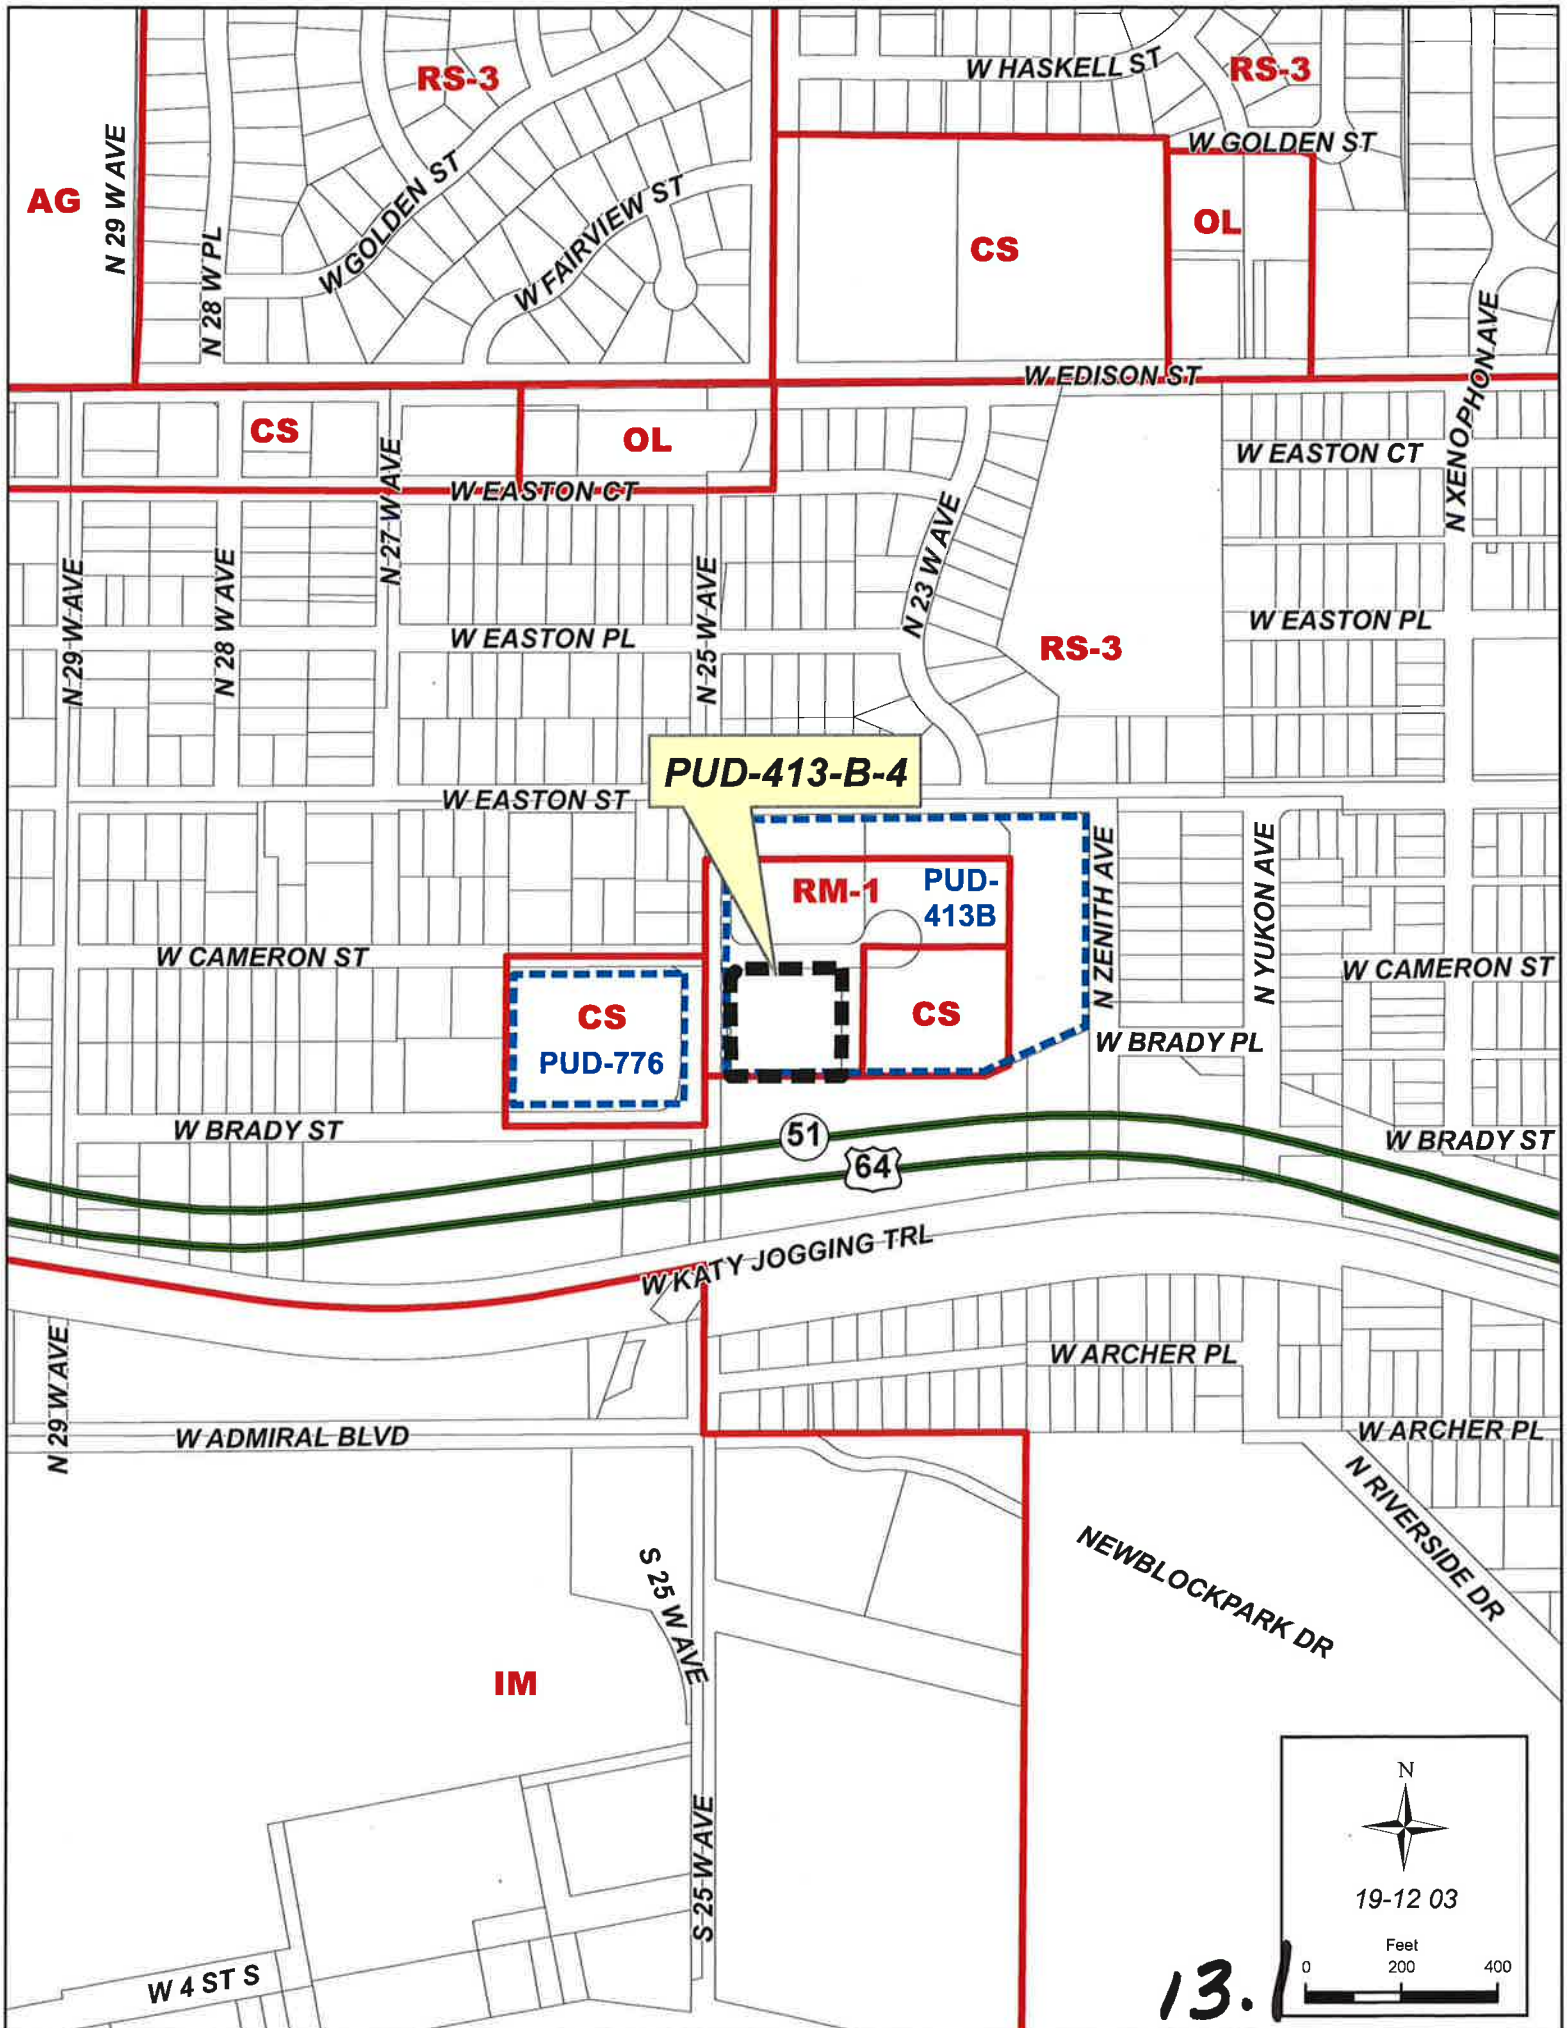 W HASKELL ST
RS-3
RS-3
W GOLDEN ST
N 29 W AVE
AG
W GOLDEN ST
W FAIRVIEW ST
OL
N 28 W PL
CS
N XENOPHON AVE
W EDISON ST
CS
OL
W EASTON CT
N 27 W AVE
W EASTON CT
N 23 W AVE
N 29 W AVE
N 28 W AVE
N 25 W AVE
W EASTON PL
W EASTON PL
RS-3
PUD-413-B-4
W EASTON ST
N ZENITH AVE
N YUKON AVE
RM-1
PUD-
413B
W CAMERON ST
W CAMERON ST
CS
PUD-776
CS
W BRADY PL
W BRADY ST
51
W BRADY ST
64
W KATY JOGGING TRL
N 29 W AVE
W ARCHER PL
W ADMIRAL BLVD
W ARCHER PL
N RIVERSIDE DR
S 25 W AVE
NEWBLOCKPARK DR
IM
S 25 W AVE
N
19-12 03
Feet
0 200 400
W 4 ST S
13.1